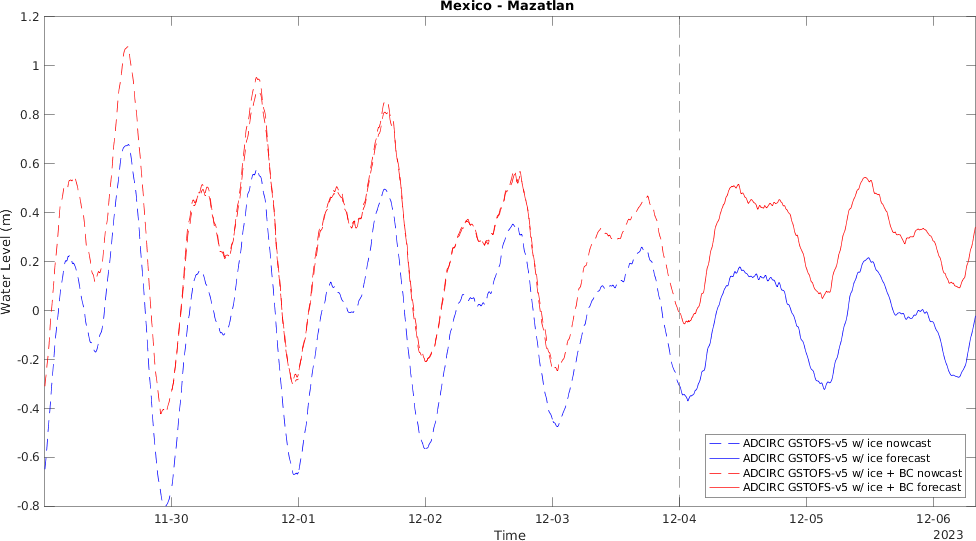 Mexico - Mazatlan
1.2
1
0.8
0.6
0.4
0.2
0
-0.2
-0.4
-0.6
-0.8
Water Level (m)
ADCIRC GSTOFS-v5 w/ ice nowcast
ADCIRC GSTOFS-v5 w/ ice forecast
ADCIRC GSTOFS-v5 w/ ice + BC nowcast
ADCIRC GSTOFS-v5 w/ ice + BC forecast
11-30
12-01
12-02
12-03
12-04
12-05
12-06
Time
2023